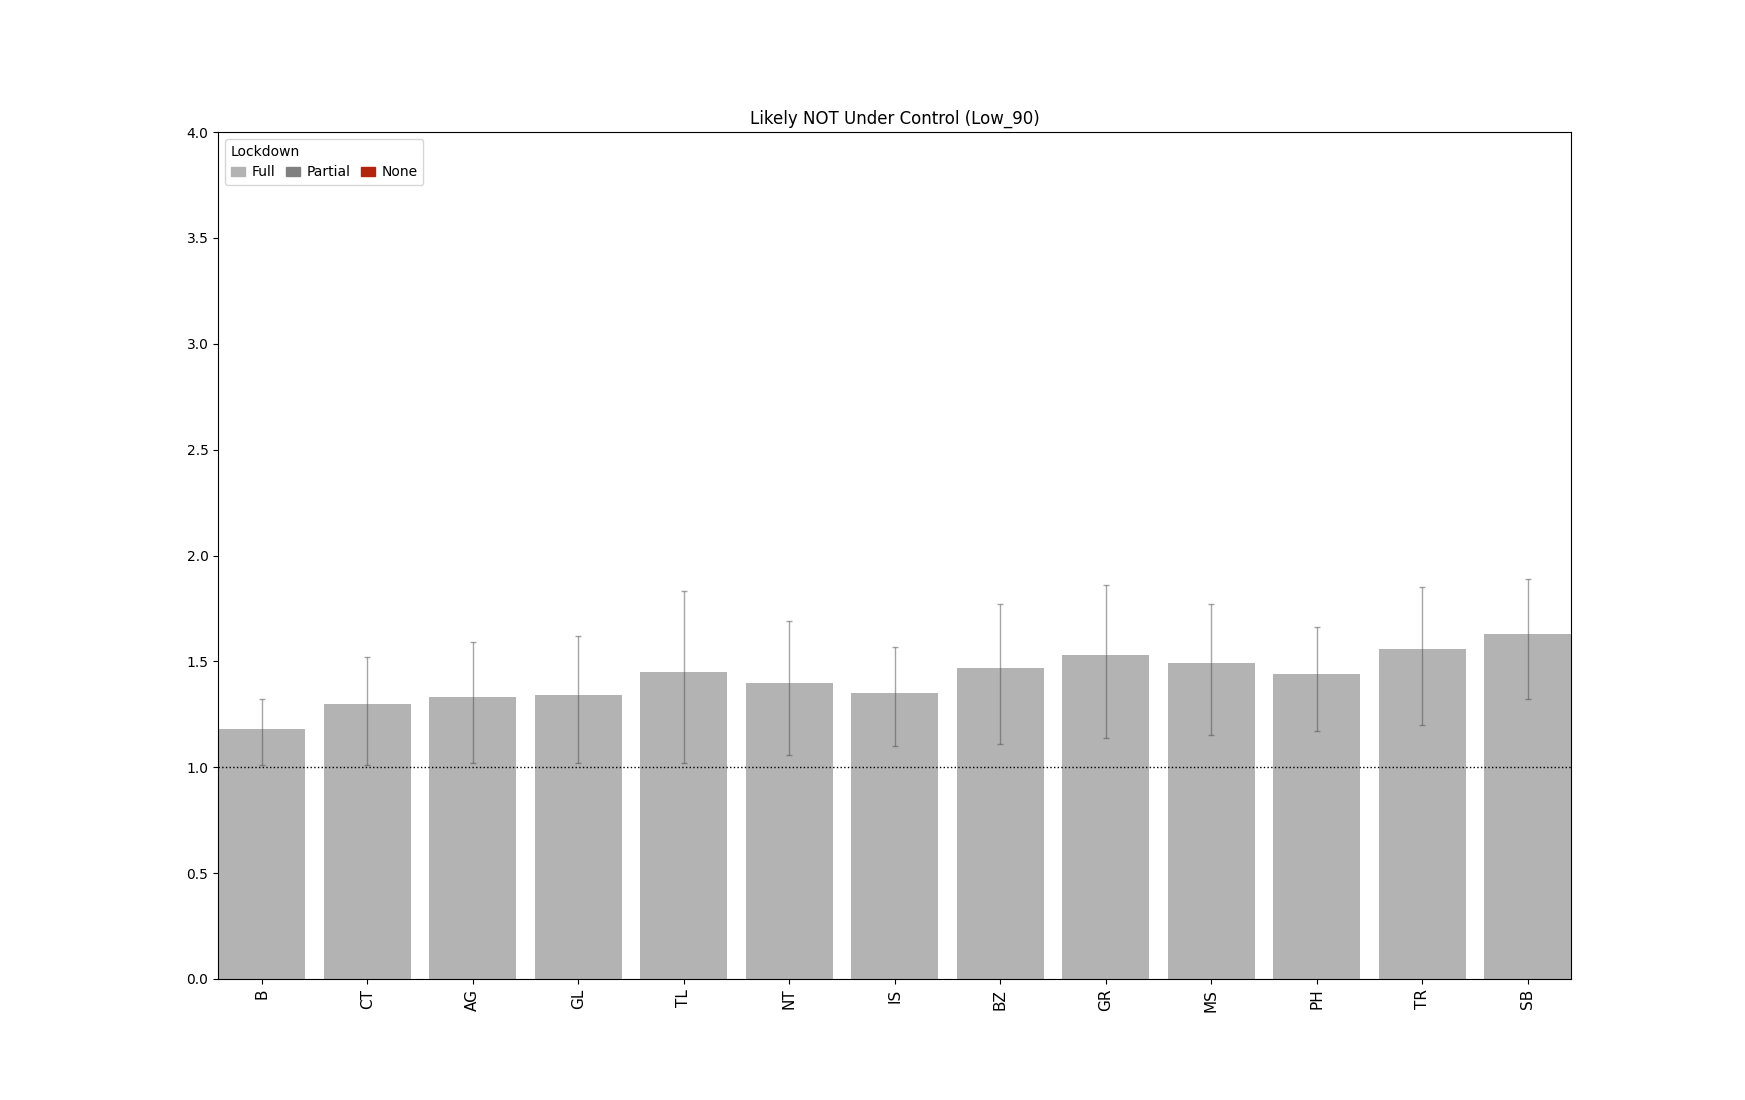 Likely NOT Under Control (Low_90)
Lockdown
Full Partial None
4.0
3.5
3.0
2.5
2.0
1.5
1.0
0.5
0.0
B CT AG GL TL NT IS BZ GR MS PH TR SB